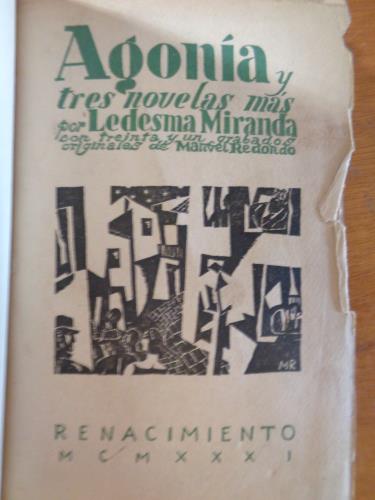 Agonía y
tres novelas más
por Ledesma Miranda
con treinta y un grabados
originales de Manuel Redondo
MR
RENACIMIENTO
MCMXXXI